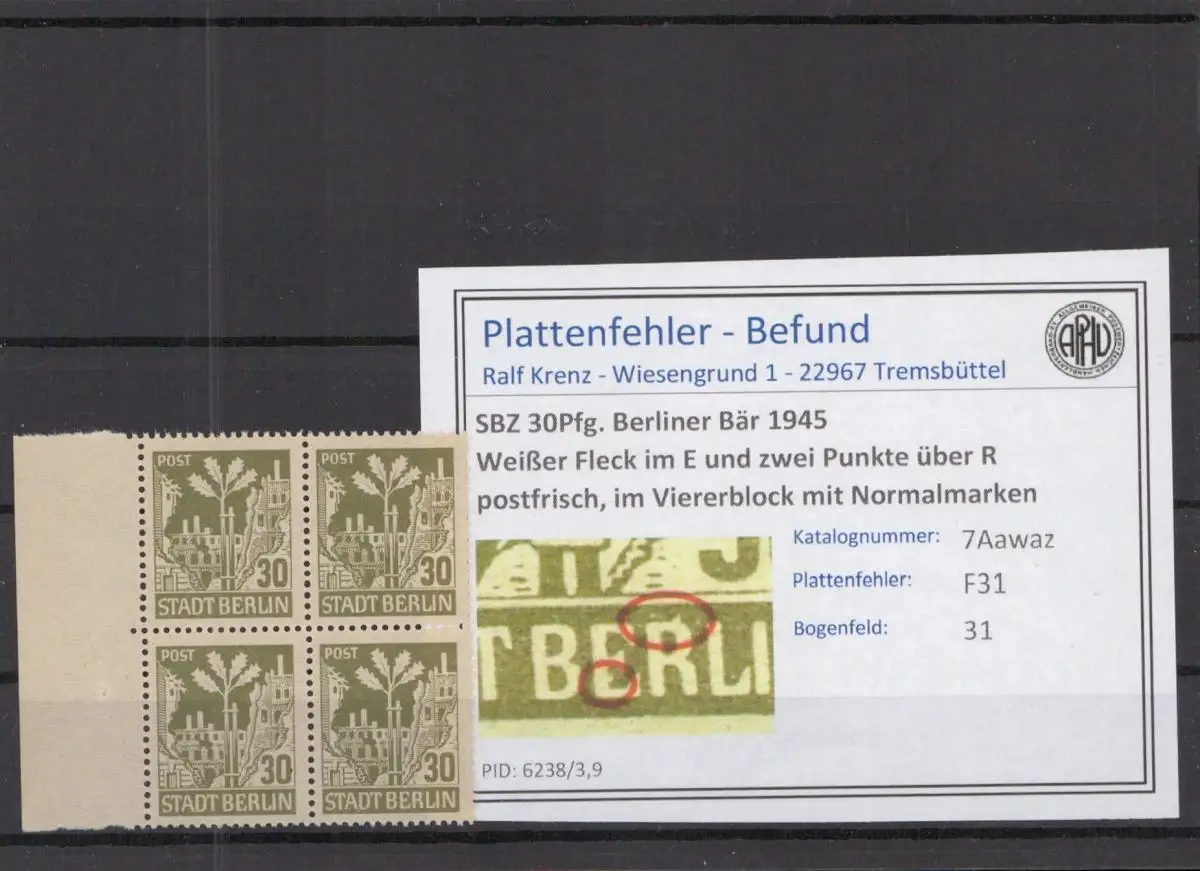 Plattenfehler - Befund
Ralf Krenz - Wiesengrund 1 - 22967 Tremsbüttel
APHV
SBZ 30Pfg. Berliner Bär 1945
Weißer Fleck im E und zwei Punkte über R
postfrisch, im Viererblock mit Normalmarken
Katalognummer: 7Aawaz
Plattenfehler: F31
Bogenfeld: 31
T BERLI
PID: 6238/3,9
POST
30
STADT BERLIN
POST
30
STADT BERLIN
POST
30
STADT BERLIN
POST
30
STADT BERLIN